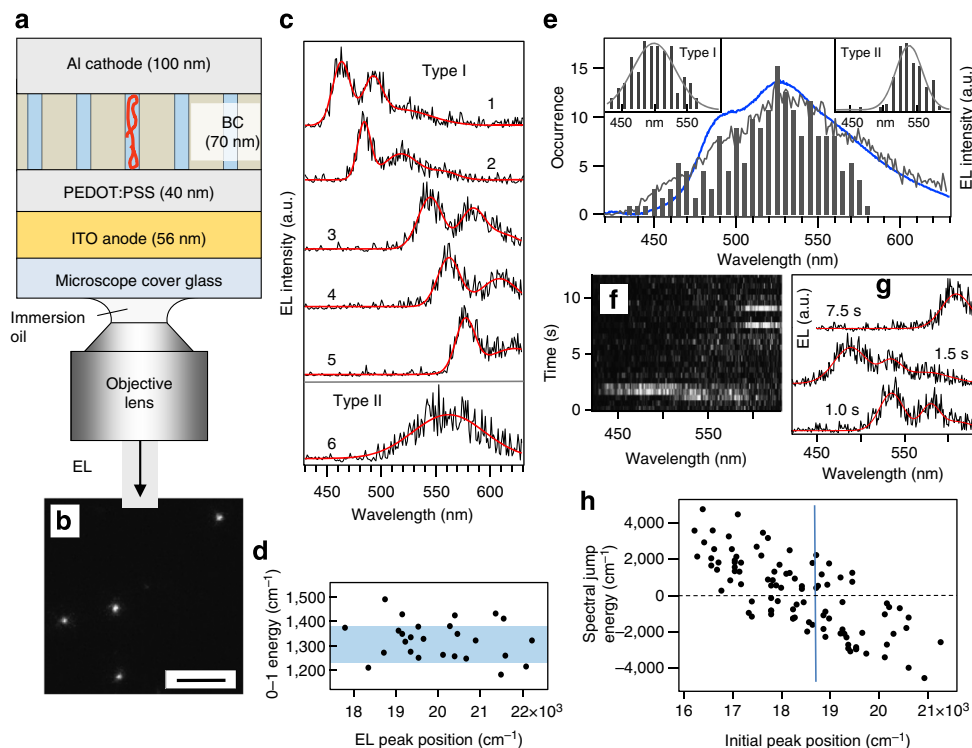 a
Al cathode (100 nm)
BC
(70 nm)
PEDOT:PSS (40 nm)
ITO anode (56 nm)
Microscope cover glass
Immersion
oil
Objective
lens
EL
b
c
Type I
1
2
3
4
5
Type II
6
EL intensity (a.u.)
450 500 550 600
Wavelength (nm)
d
0–1 energy (cm⁻¹)
1,500
1,400
1,300
1,200
18 19 20 21 22×10³
EL peak position (cm⁻¹)
e
Occurrence
15
10
5
0
Type I
450 nm 550
Type II
450 nm 550
EL intensity (a.u.)
450 500 550 600
Wavelength (nm)
f
Time (s)
10
5
0
450 550
Wavelength (nm)
g
EL (a.u.)
7.5 s
1.5 s
1.0 s
450 550
Wavelength (nm)
h
Spectral jump
energy (cm⁻¹)
4,000
2,000
0
−2,000
−4,000
16 17 18 19 20 21×10³
Initial peak position (cm⁻¹)